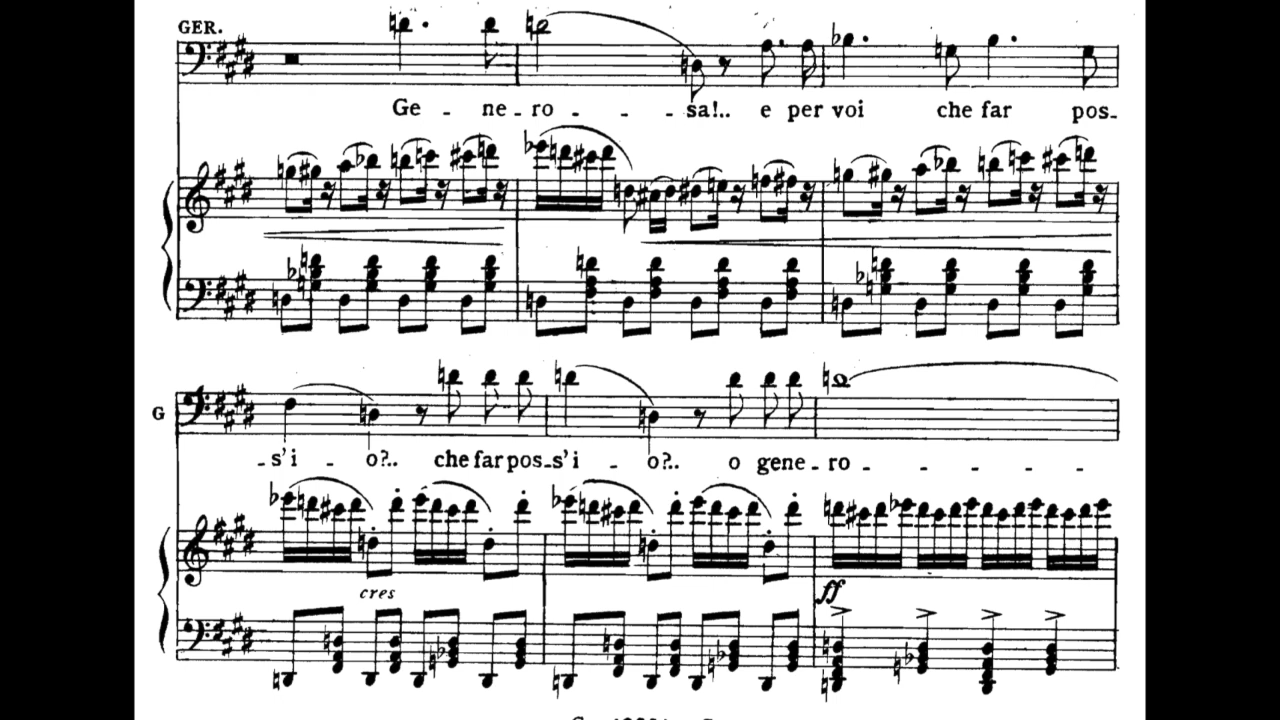 GER.
Ge - ne - ro - - - sa!.. e per voi che far pos-
G
-s'i - o?.. che far pos-s'i - o?.. o gene-ro - - - - - -
cres
ff